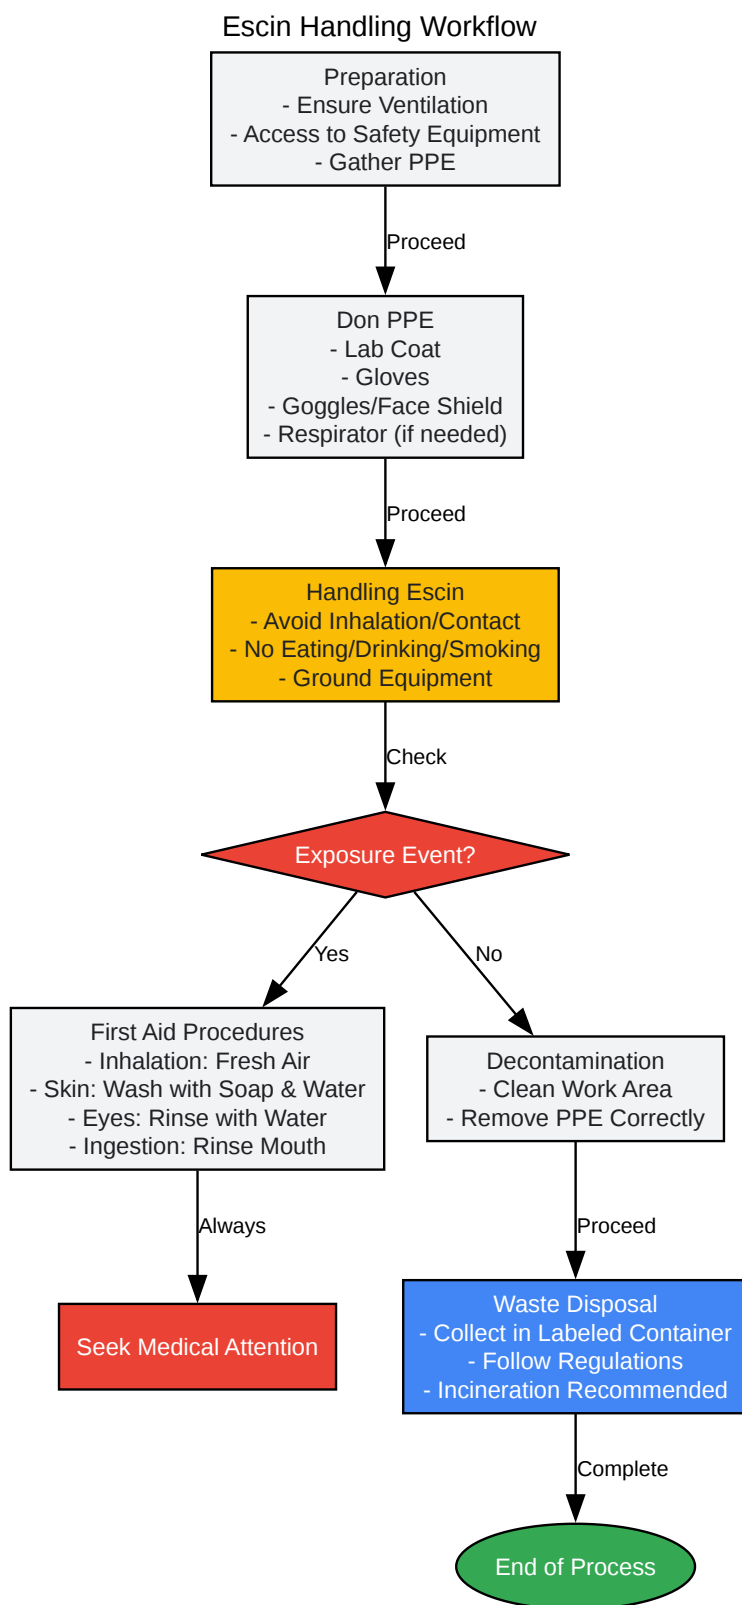 Escin Handling Workflow
Preparation
- Ensure Ventilation
- Access to Safety Equipment
- Gather PPE
Proceed
Don PPE
- Lab Coat
- Gloves
- Goggles/Face Shield
- Respirator (if needed)
Proceed
Handling Escin
- Avoid Inhalation/Contact
- No Eating/Drinking/Smoking
- Ground Equipment
Check
Exposure Event?
Yes
No
First Aid Procedures
- Inhalation: Fresh Air
- Skin: Wash with Soap & Water
- Eyes: Rinse with Water
- Ingestion: Rinse Mouth
Decontamination
- Clean Work Area
- Remove PPE Correctly
Always
Proceed
Seek Medical Attention
Waste Disposal
- Collect in Labeled Container
- Follow Regulations
- Incineration Recommended
Complete
End of Process